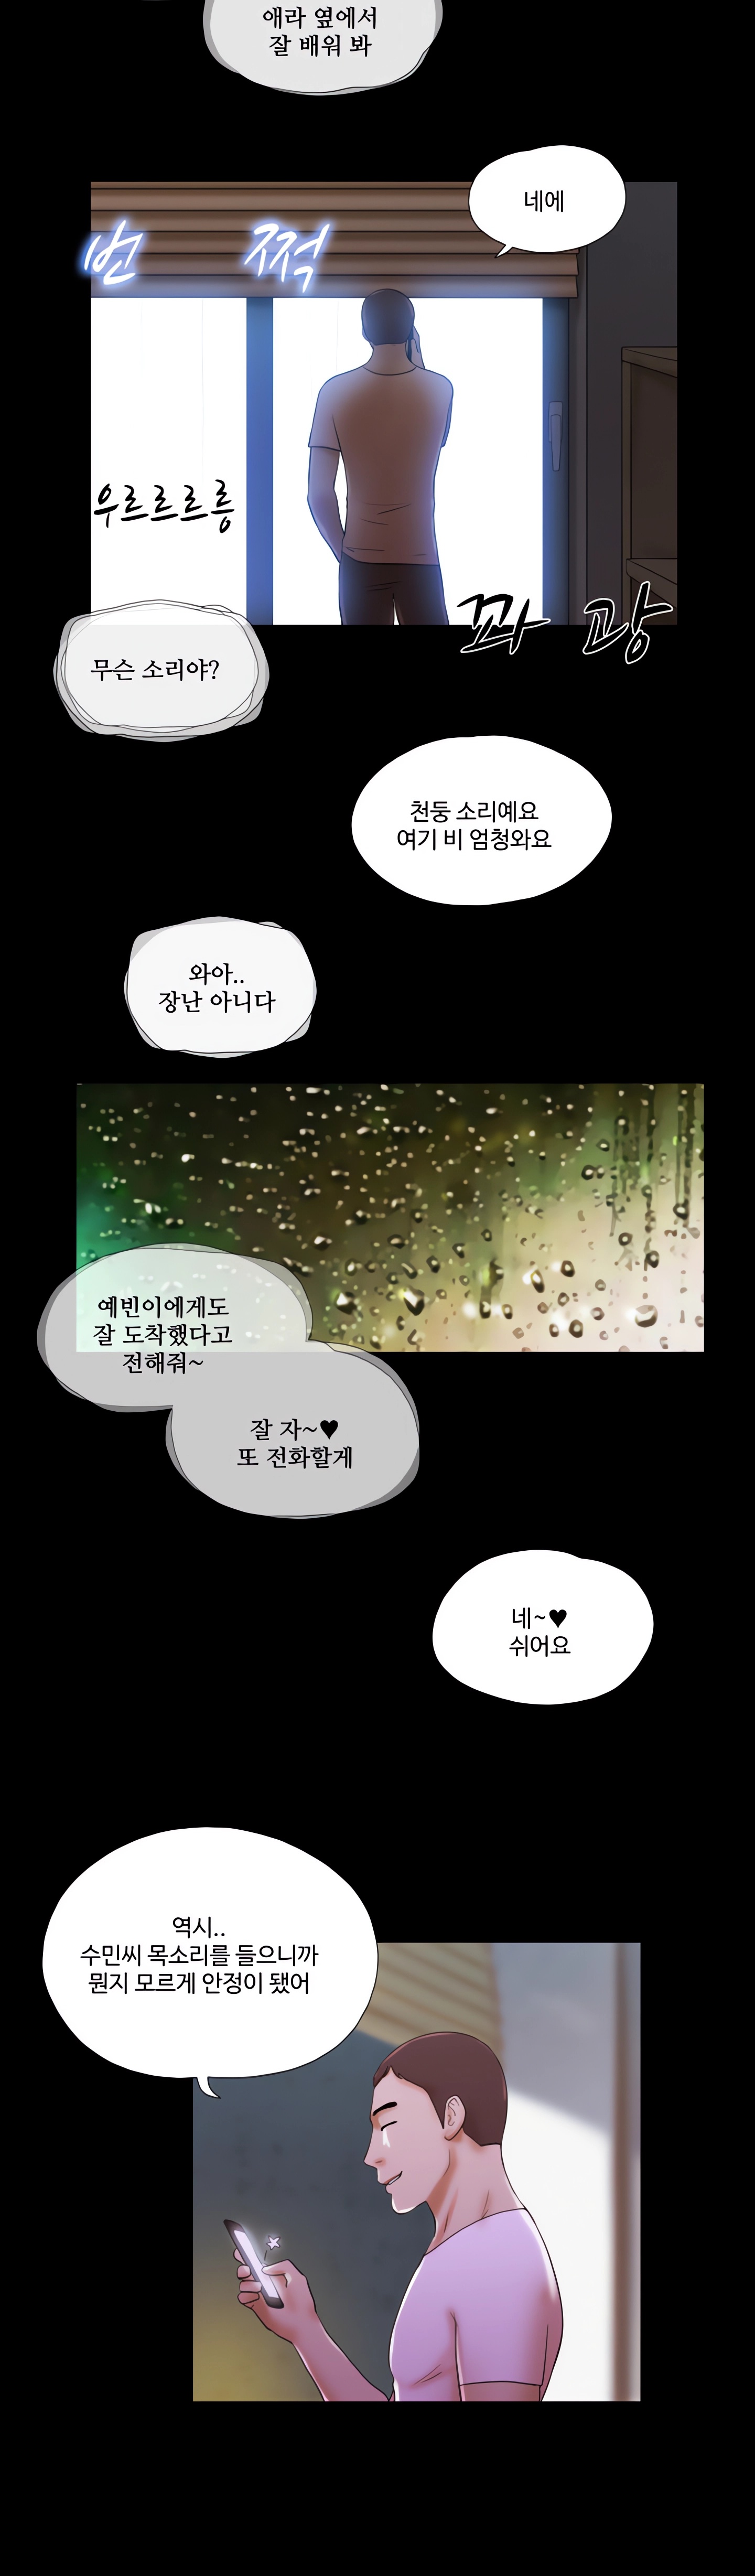 애라 옆에서
잘 배워 봐
네에
번쩍
우르르르릉
꽈광
무슨 소리야?
천둥 소리예요
여기 비 엄청와요
와아..
장난 아니다
예빈이에게도
잘 도착했다고
전해줘~
잘 자~♥
또 전화할게
네~♥
쉬어요
역시..
수민씨 목소리를 들으니까
뭔지 모르게 안정이 됐어